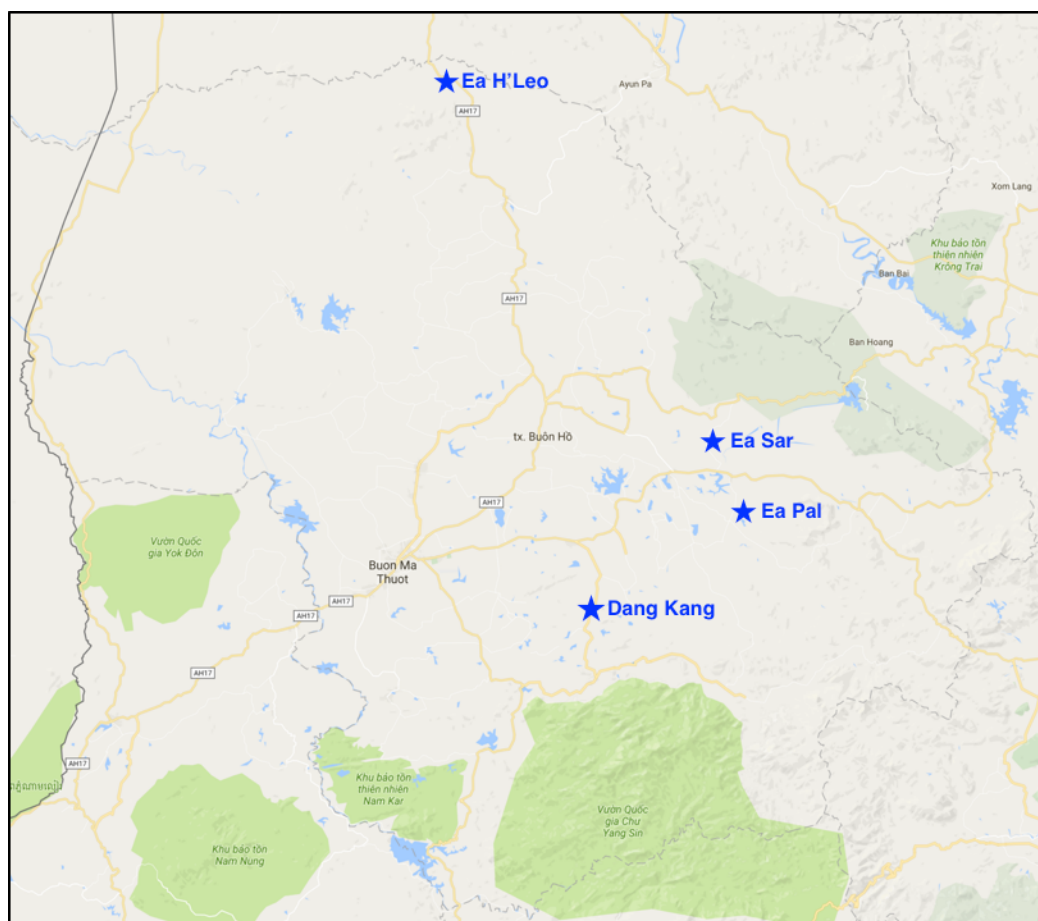 Ea H'Leo
Ayun Pa
AH17
Xom Lang
Khu bảo tồn
thiên nhiên
Krông Trai
Ban Bai
AH17
Ban Hoang
tx. Buôn Hồ
Ea Sar
AH17
Ea Pal
Vườn Quốc
gia Yok Đôn
Buon Ma
Thuot
AH17
AH17
Dang Kang
AH17
AH17
Khu bảo tồn
thiên nhiên
Nam Kar
Vườn Quốc
gia Chư
Yang Sin
Khu bảo tồn
Nam Nung